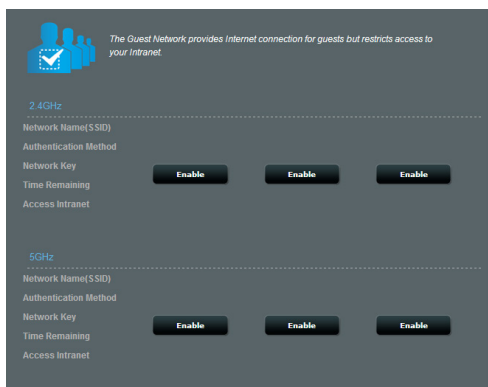 The Guest Network provides Internet connection for guests but restricts access to
your Intranet.
2.4GHz
Network Name(SSID)
Authentication Method
Network Key
Enable Enable Enable
Time Remaining
Access Intranet
5GHz
Network Name(SSID)
Authentication Method
Network Key
Enable Enable Enable
Time Remaining
Access Intranet